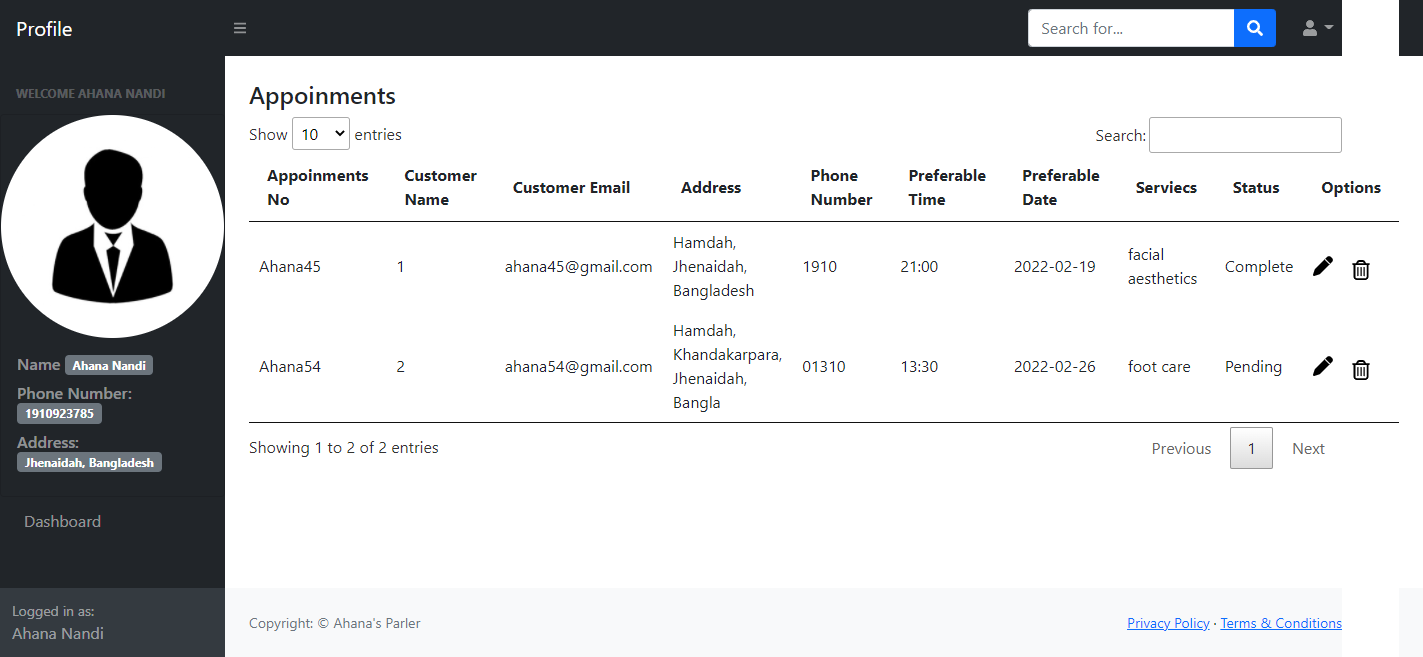 Profile
Search for...
WELCOME AHANA NANDI
Name Ahana Nandi
Phone Number:
1910923785
Address:
Jhenaidah, Bangladesh
Dashboard
Logged in as:
Ahana Nandi
Appoinments
Show 10 entries
Search:
Appoinments No
Customer Name
Customer Email
Address
Phone Number
Preferable Time
Preferable Date
Serviecs
Status
Options
Ahana45
1
ahana45@gmail.com
Hamdah,
Jhenaidah,
Bangladesh
1910
21:00
2022-02-19
facial
aesthetics
Complete
Ahana54
2
ahana54@gmail.com
Hamdah,
Khandakarpara,
Jhenaidah,
Bangla
01310
13:30
2022-02-26
foot care
Pending
Showing 1 to 2 of 2 entries
Previous 1 Next
Copyright: © Ahana's Parler
Privacy Policy · Terms & Conditions